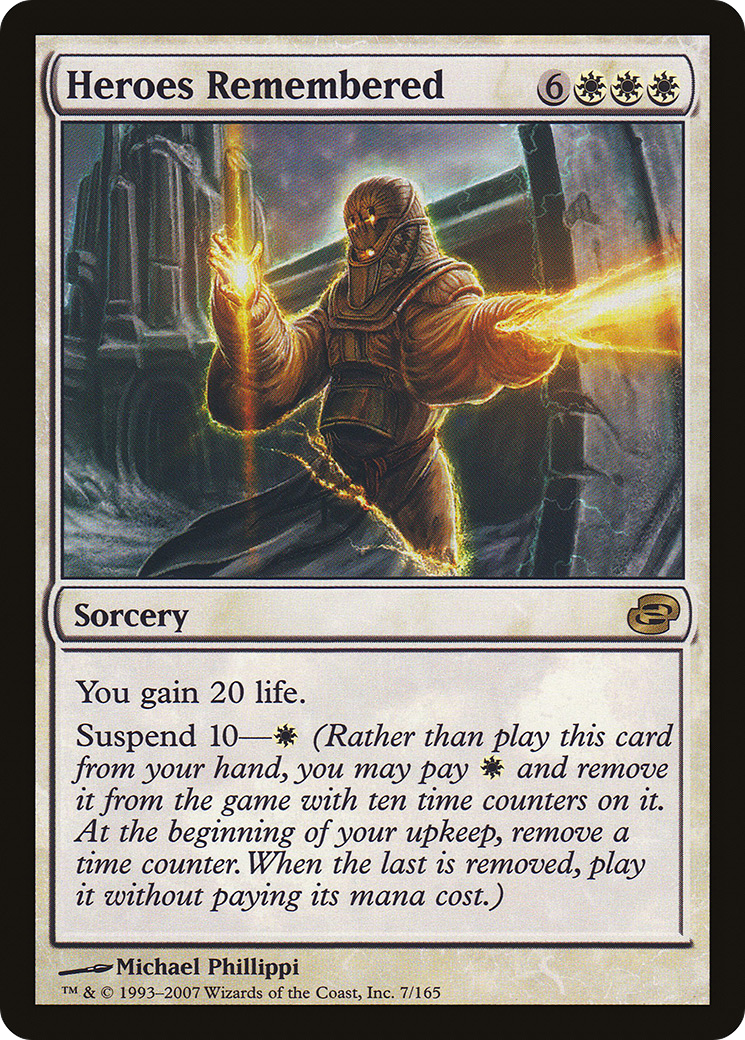 Heroes Remembered 6
Sorcery
You gain 20 life.
Suspend 10— (Rather than play this card
from your hand, you may pay and remove
it from the game with ten time counters on it.
At the beginning of your upkeep, remove a
time counter. When the last is removed, play
it without paying its mana cost.)
Michael Phillippi
™ & © 1993–2007 Wizards of the Coast, Inc. 7/165